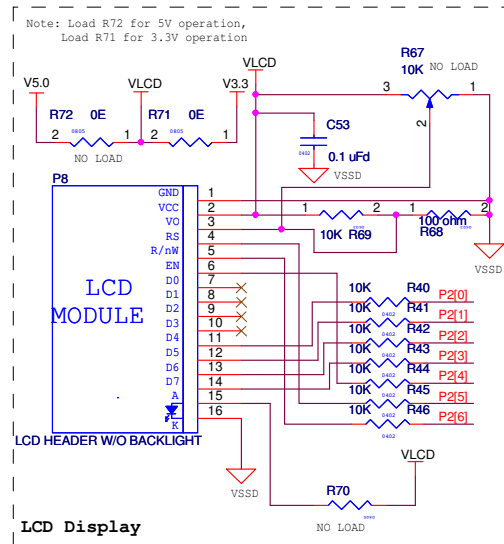 Note: Load R72 for 5V operation,
Load R71 for 3.3V operation
V5.0
VLCD
V3.3
VLCD
R67
10K
NO LOAD
3
1
2
R72
0E
R71
0E
2
0805
1
2
0805
1
NO LOAD
C53
0402
0.1 uFd
VSSD
P8
GND
1
VCC
2
VO
3
RS
4
R/nW
5
EN
6
D0
7
D1
8
D2
9
D3
10
D4
11
D5
12
D6
13
D7
14
A
15
K
16
LCD
MODULE
LCD HEADER W/O BACKLIGHT
1
2
10K R69
100 ohm
2
R68
VSSD
10K
R40
P2[0]
10K
R41
P2[1]
10K
0402
R42
P2[2]
10K
R43
P2[3]
10K
R44
P2[4]
10K
R45
P2[5]
10K
0402
R46
P2[6]
0402
VSSD
VLCD
R70
NO LOAD
LCD Display